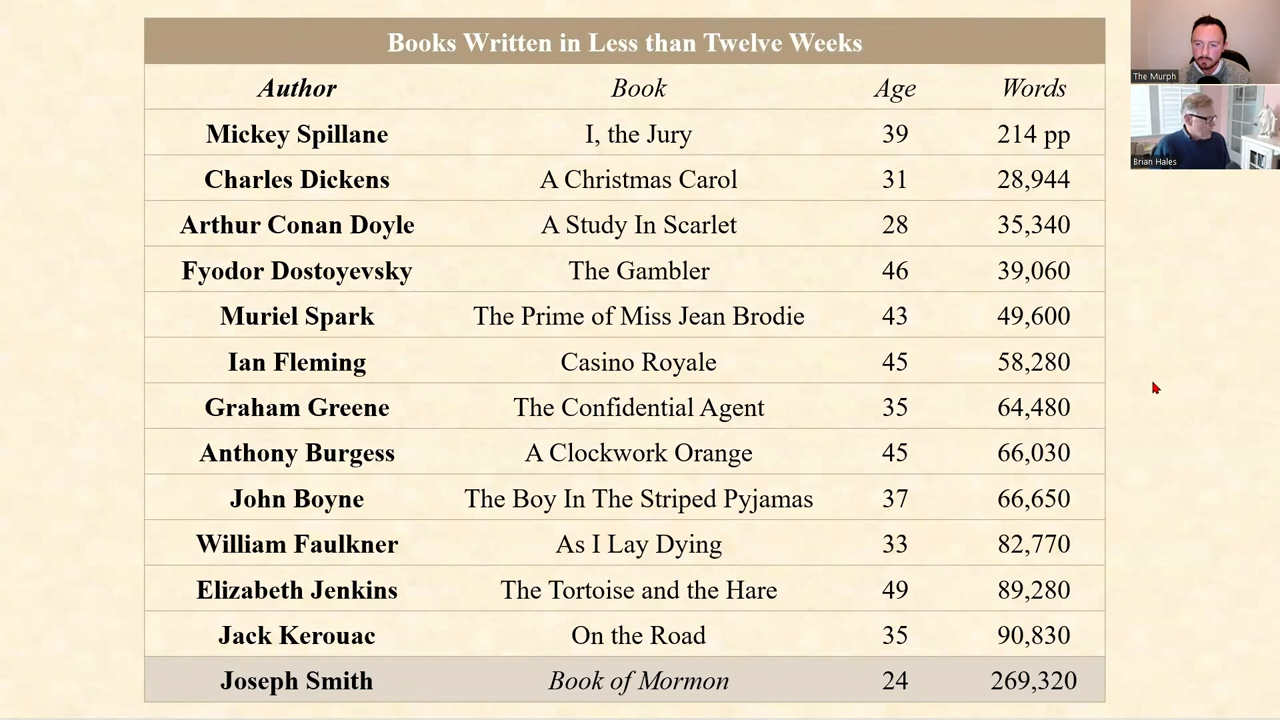 Books Written in Less than Twelve Weeks
Author Book Age Words
Mickey Spillane I, the Jury 39 214 pp
Charles Dickens A Christmas Carol 31 28,944
Arthur Conan Doyle A Study In Scarlet 28 35,340
Fyodor Dostoyevsky The Gambler 46 39,060
Muriel Spark The Prime of Miss Jean Brodie 43 49,600
Ian Fleming Casino Royale 45 58,280
Graham Greene The Confidential Agent 35 64,480
Anthony Burgess A Clockwork Orange 45 66,030
John Boyne The Boy In The Striped Pyjamas 37 66,650
William Faulkner As I Lay Dying 33 82,770
Elizabeth Jenkins The Tortoise and the Hare 49 89,280
Jack Kerouac On the Road 35 90,830
Joseph Smith Book of Mormon 24 269,320
The Murph
Brian Hales